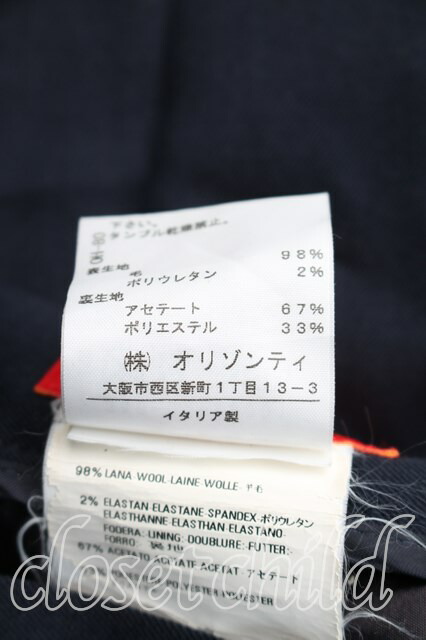 下さい。
タンブル乾燥禁止。
表生地
毛 98%
ポリウレタン 2%
裏生地
アセテート 67%
ポリエステル 33%
㈱ オリゾンティ
大阪市西区新町1丁目13-3
イタリア製
98% LANA-WOOL-LAINE WOLLE-
2% ELASTAN-ELASTANE-SPANDEX-ポリウレタン
ELASTHANNE-ELASTHAN-ELASTANO-
FODERA: LINING: DOUBLURE-FUTTER:-
FORRO
67% ACETATO-ACETATE-ACETAT-アセテート
POLYESTER
closet child